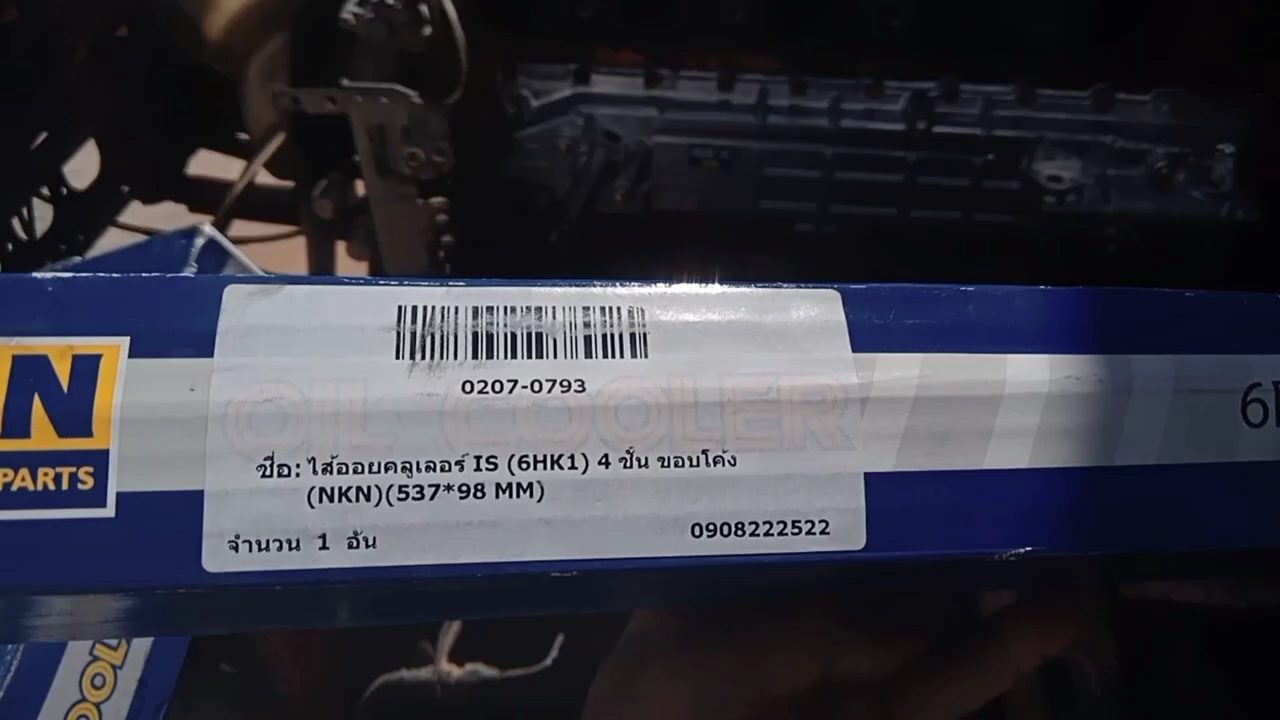 0207-0793
OIL COOLER
ชื่อ: ไส้ออยคลูเลอร์ IS (6HK1) 4 ชั้น ขอบโค้ง
(NKN)(537*98 MM)
จำนวน 1 อัน
0908222522
N
PARTS